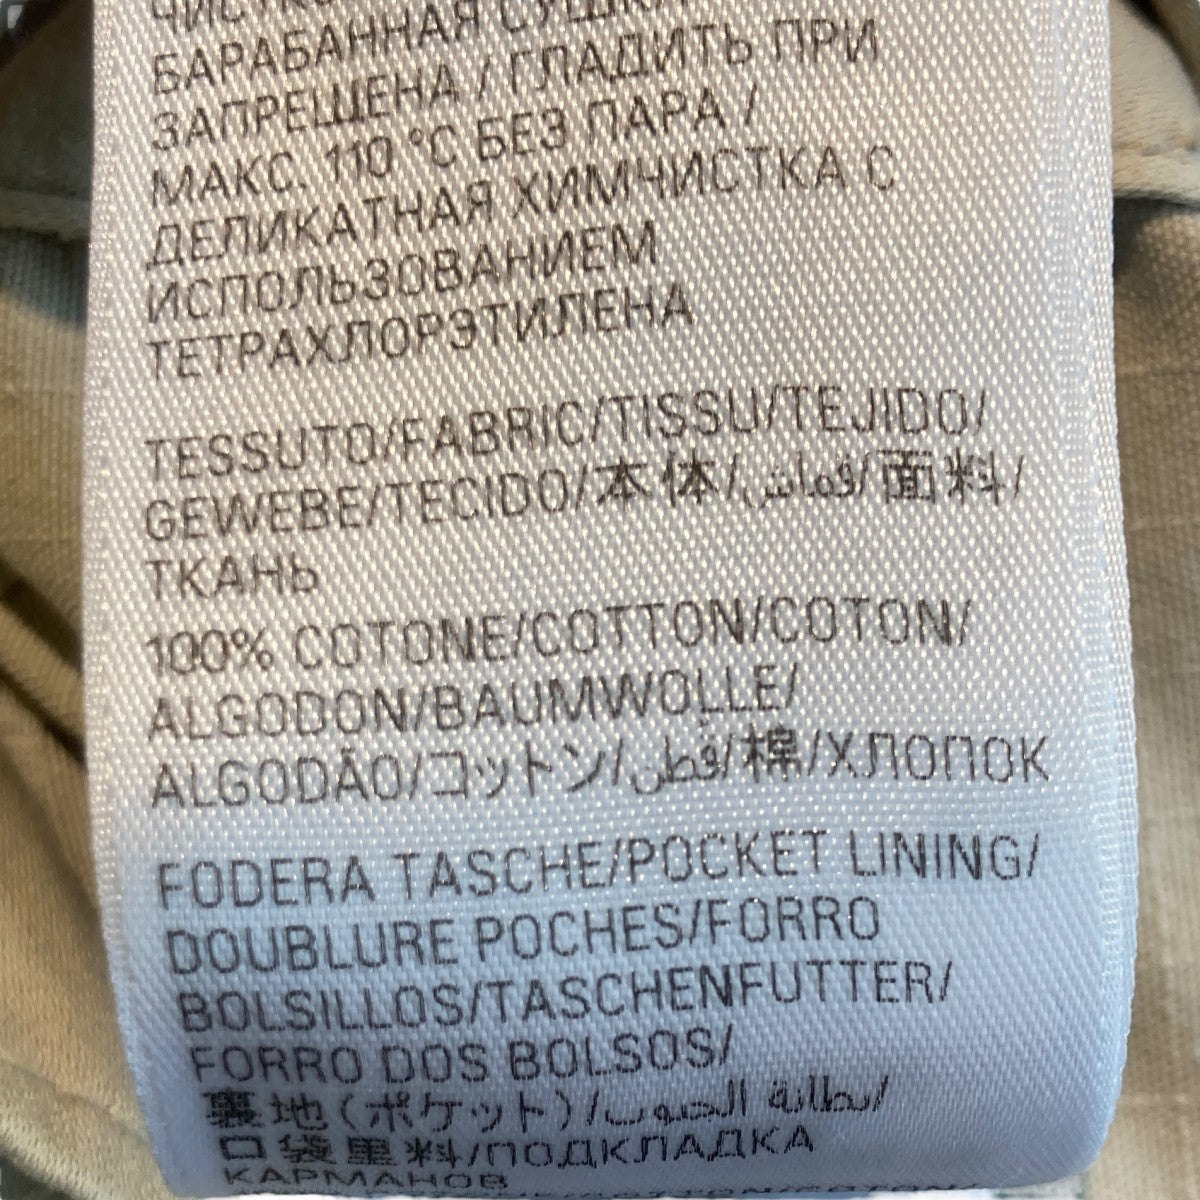 ЧИСТКА
БАРАБАННАЯ СУШКА
ЗАПРЕЩЕНА / ГЛАДИТЬ ПРИ
МАКС. 110 °C БЕЗ ПАРА /
ДЕЛИКАТНАЯ ХИМЧИСТКА С
ИСПОЛЬЗОВАНИЕМ
ТЕТРАХЛОРЭТИЛЕНА
TESSUTO/FABRIC/TISSU/TEJIDO/
GEWEBE/TECIDO/本体/قماش/面料/
ТКАНЬ
100% COTONE/COTTON/COTON/
ALGODON/BAUMWOLLE/
ALGODÃO/コットン/قطن/棉/ХЛОПОК
FODERA TASCHE/POCKET LINING/
DOUBLURE POCHES/FORRO
BOLSILLOS/TASCHENFUTTER/
FORRO DOS BOLSOS/
裏地(ポケット)/بطانة الجيوب/
口袋里料/ПОДКЛАДКА
КАРМАНОВ